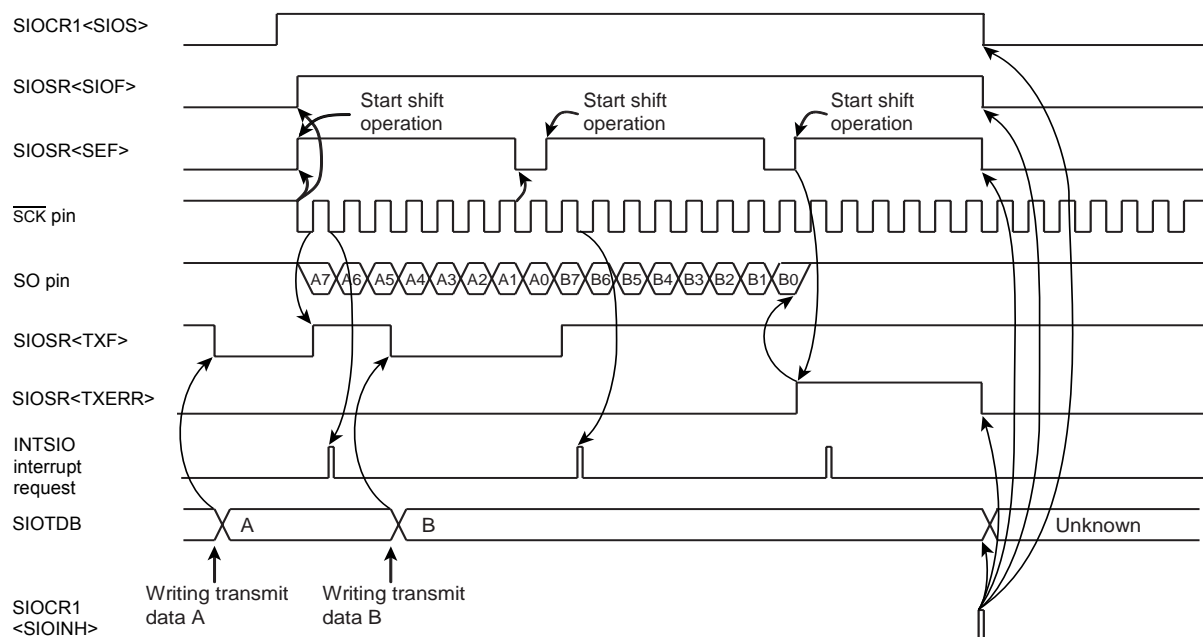 SIOCR1<SIOS>
SIOSR<SIOF>
Start shift
operation
Start shift
operation
Start shift
operation
SIOSR<SEF>
SCK pin
SO pin
A7 A6 A5 A4 A3 A2 A1 A0 B7 B6 B5 B4 B3 B2 B1 B0
SIOSR<TXF>
SIOSR<TXERR>
INTSIO
interrupt
request
SIOTDB
A
B
Unknown
Writing transmit
data A
Writing transmit
data B
SIOCR1
<SIOINH>